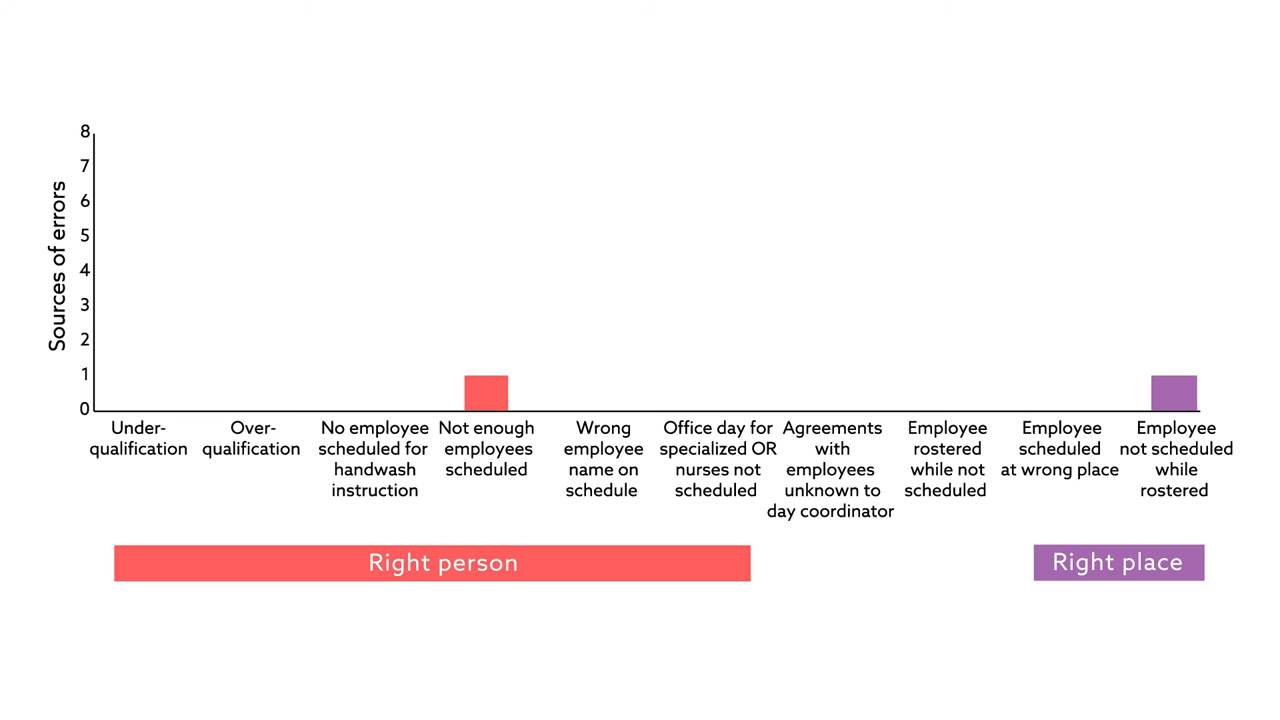 Sources of errors
8
7
6
5
4
3
2
1
0
Under-
qualification
Over-
qualification
No employee
scheduled for
handwash
instruction
Not enough
employees
scheduled
Wrong
employee
name on
schedule
Office day for
specialized OR
nurses not
scheduled
Agreements
with
employees
unknown to
day coordinator
Employee
rostered
while not
scheduled
Employee
scheduled
at wrong place
Employee
not scheduled
while
rostered
Right person
Right place